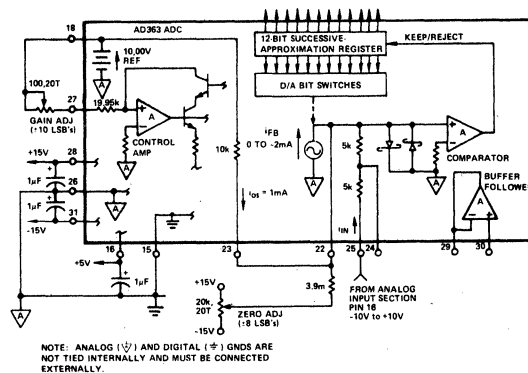 AD363 ADC
18
10,00V
REF
A
100,20T
27
19,95k
GAIN ADJ
(±10 LSB's)
A
CONTROL
AMP
A
+15V
28
1µF
26
1µF
A
31
-15V
A
16
15
+5V
1µF
A
12-BIT SUCCESSIVE-
APPROXIMATION REGISTER
KEEP/REJECT
D/A BIT SWITCHES
iFB
0 TO -2mA
10k
5k
5k
A
A
A
COMPARATOR
iOS = 1mA
iIN
BUFFER
FOLLOWER
A
23
22
25
24
29
30
3.9m
FROM ANALOG
INPUT SECTION
PIN 16
-10V to +10V
+15V
20k,
20T
ZERO ADJ
(±8 LSB's)
-15V
NOTE: ANALOG (A) AND DIGITAL (⏚) GNDS ARE
NOT TIED INTERNALLY AND MUST BE CONNECTED
EXTERNALLY.